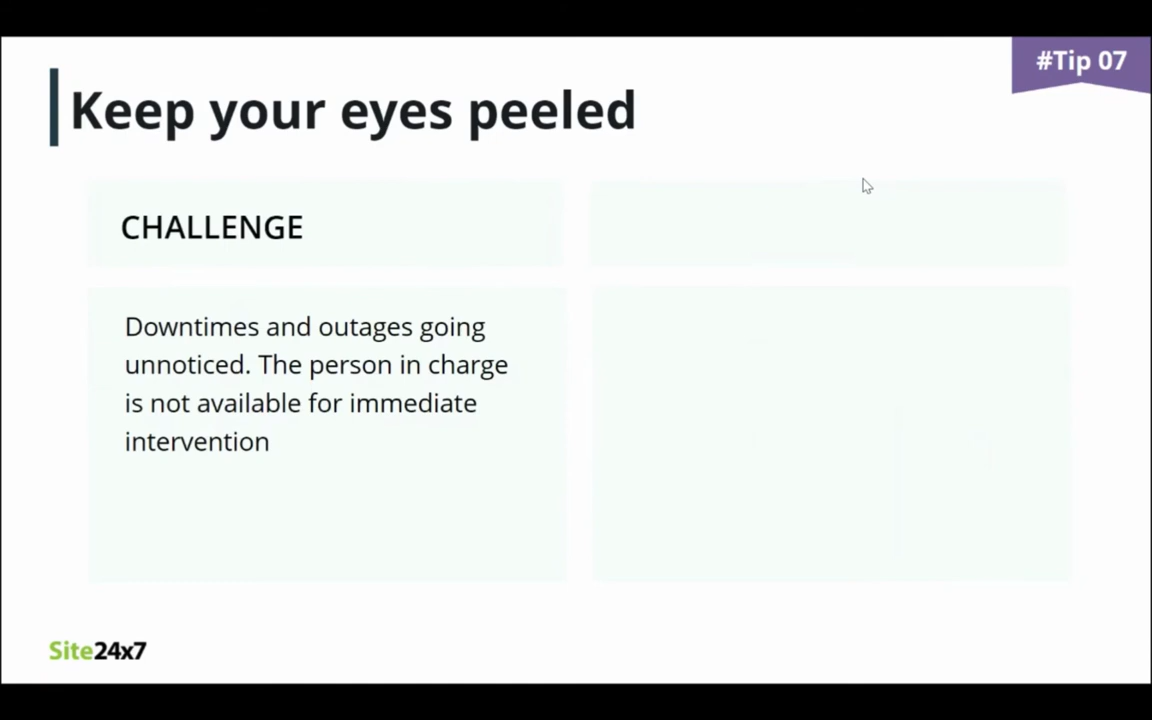 #Tip 07
Keep your eyes peeled
CHALLENGE
Downtimes and outages going
unnoticed. The person in charge
is not available for immediate
intervention
Site24x7